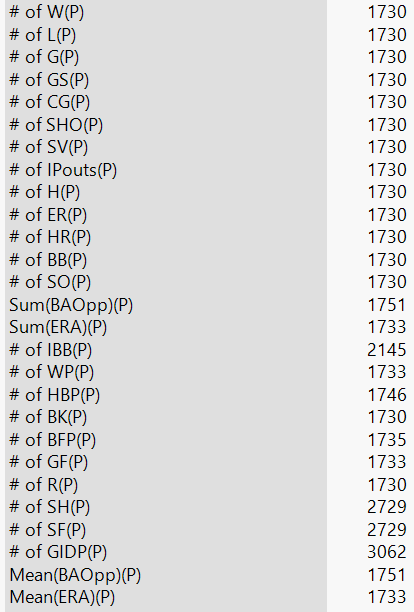 # of W(P) 1730
# of L(P) 1730
# of G(P) 1730
# of GS(P) 1730
# of CG(P) 1730
# of SHO(P) 1730
# of SV(P) 1730
# of IPouts(P) 1730
# of H(P) 1730
# of ER(P) 1730
# of HR(P) 1730
# of BB(P) 1730
# of SO(P) 1730
Sum(BAOpp)(P) 1751
Sum(ERA)(P) 1733
# of IBB(P) 2145
# of WP(P) 1733
# of HBP(P) 1746
# of BK(P) 1730
# of BFP(P) 1735
# of GF(P) 1733
# of R(P) 1730
# of SH(P) 2729
# of SF(P) 2729
# of GIDP(P) 3062
Mean(BAOpp)(P) 1751
Mean(ERA)(P) 1733